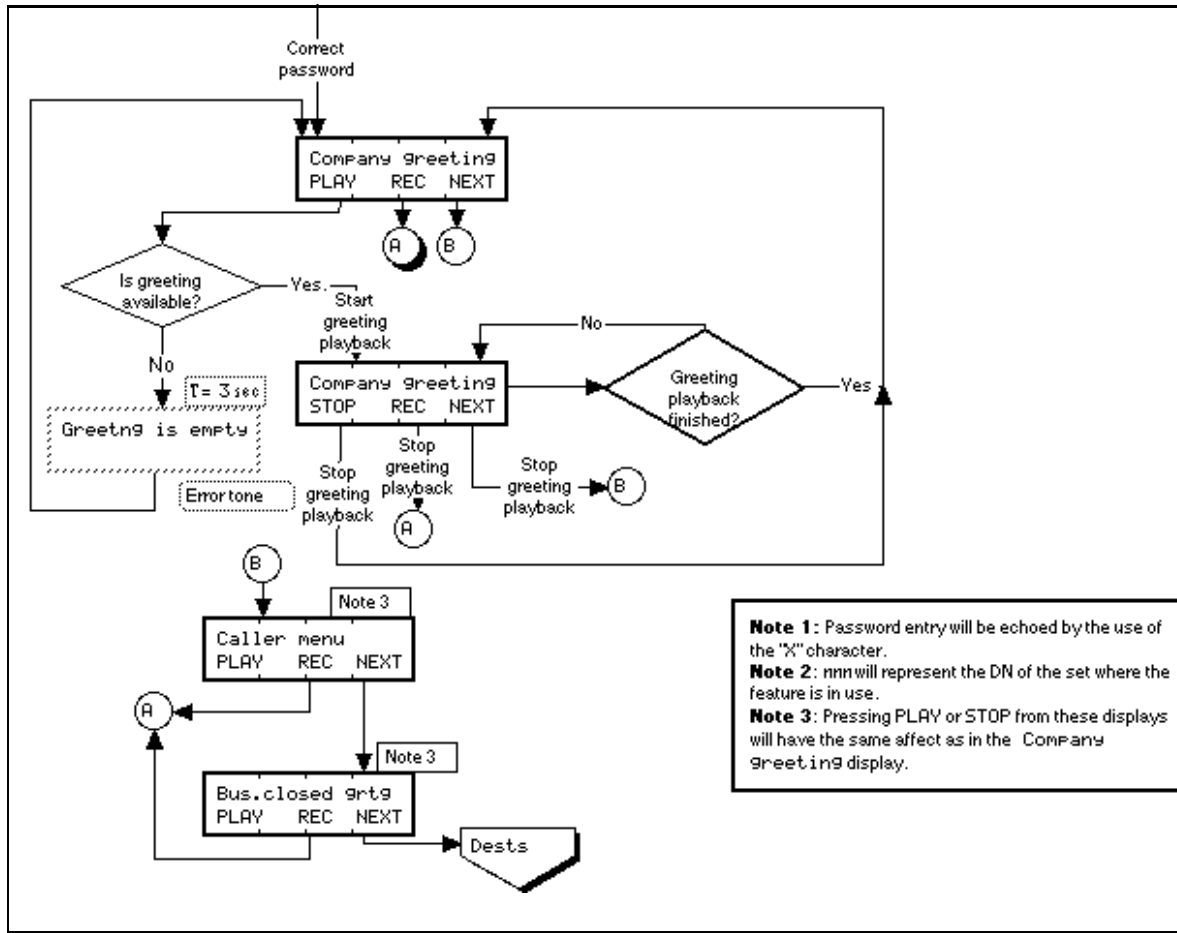 Correct
password
Company greeting
PLAY REC NEXT
A
B
Is greeting
available?
Yes.
Start
greeting
playback
No
No
T= 3 sec
Greetng is empty
Error tone
Company greeting
STOP REC NEXT
Greeting
playback
finished?
Yes
Stop
greeting
playback
Stop
greeting
playback
A
Stop
greeting
playback
B
B
Note 3
Caller menu
PLAY REC NEXT
A
Note 3
Bus.closed grtg
PLAY REC NEXT
Dests
Note 1: Password entry will be echoed by the use of
the "X" character.
Note 2: nnn will represent the DN of the set where the
feature is in use.
Note 3: Pressing PLAY or STOP from these displays
will have the same affect as in the Company
greeting display.